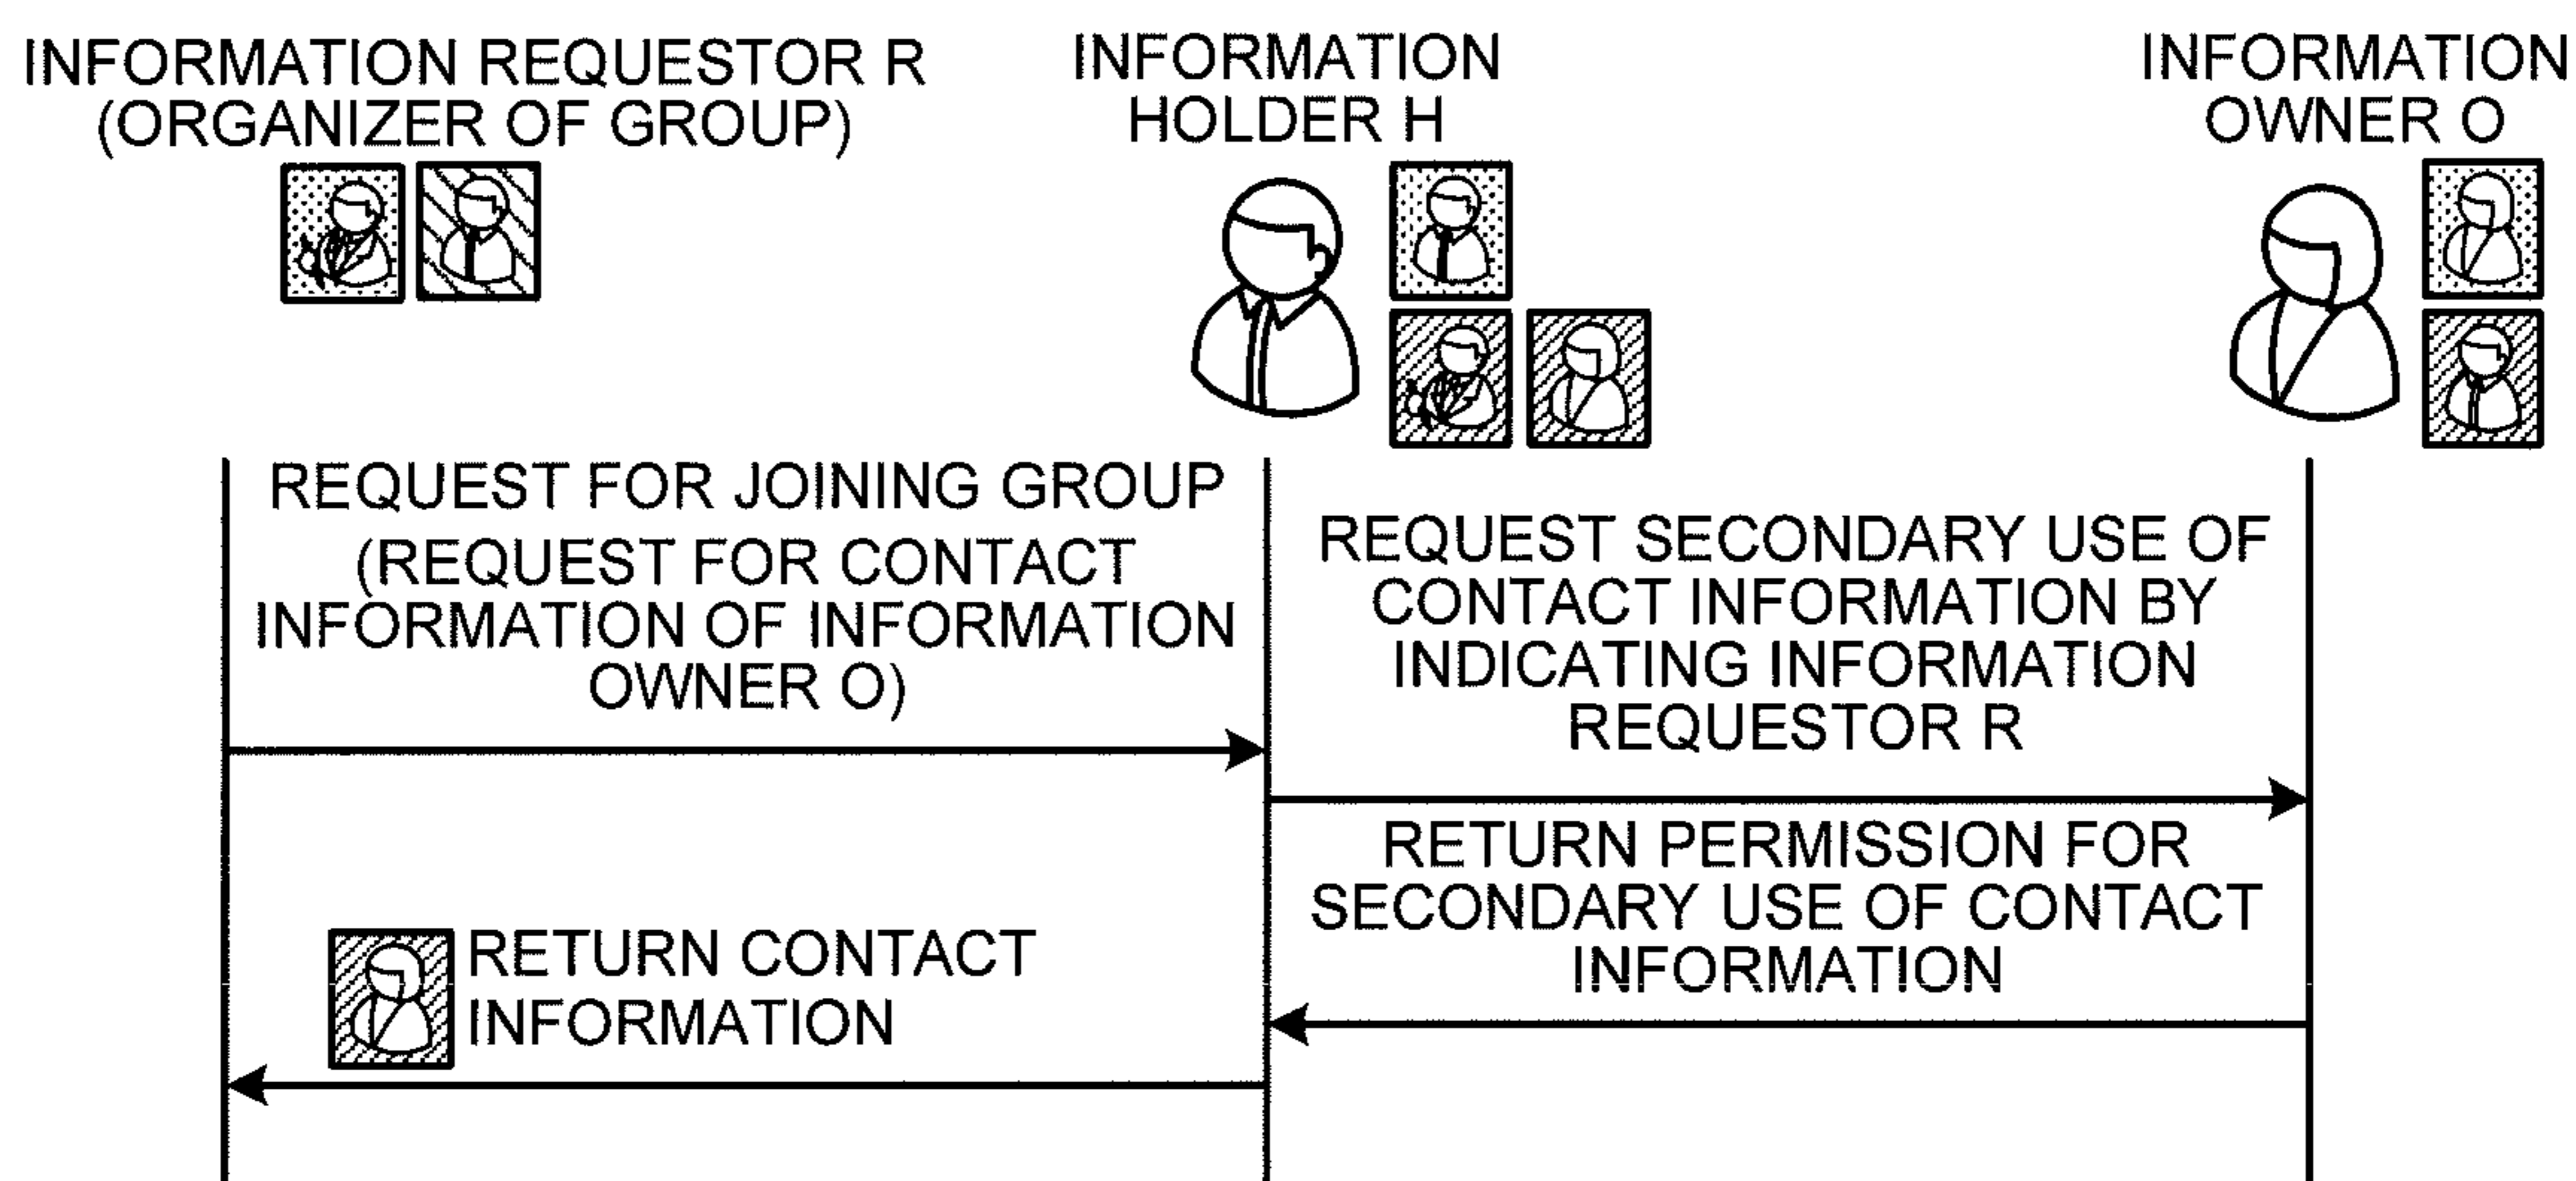 INFORMATION REQUESTOR R
(ORGANIZER OF GROUP)
INFORMATION
HOLDER H
INFORMATION
OWNER O
REQUEST FOR JOINING GROUP
(REQUEST FOR CONTACT
INFORMATION OF INFORMATION
OWNER O)
REQUEST SECONDARY USE OF
CONTACT INFORMATION BY
INDICATING INFORMATION
REQUESTOR R
RETURN PERMISSION FOR
SECONDARY USE OF CONTACT
INFORMATION
RETURN CONTACT
INFORMATION